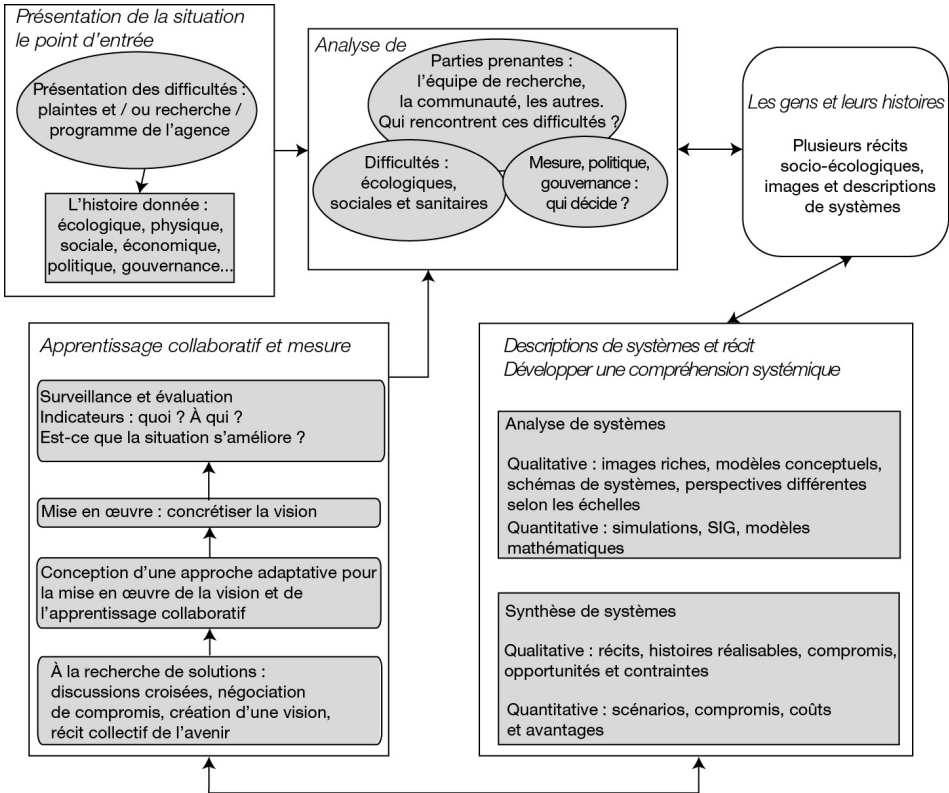 Présentation de la situation
le point d'entrée
Présentation des difficultés :
plaintes et / ou recherche /
programme de l'agence
L'histoire donnée :
écologique, physique,
sociale, économique,
politique, gouvernance...
Analyse de
Parties prenantes :
l'équipe de recherche,
la communauté, les autres.
Qui rencontrent ces difficultés ?
Difficultés :
écologiques,
sociales et sanitaires
Mesure, politique,
gouvernance :
qui décide ?
Les gens et leurs histoires
Plusieurs récits
socio-écologiques,
images et descriptions
de systèmes
Apprentissage collaboratif et mesure
Surveillance et évaluation
Indicateurs : quoi ? À qui ?
Est-ce que la situation s'améliore ?
Mise en œuvre : concrétiser la vision
Conception d'une approche adaptative pour
la mise en œuvre de la vision et de
l'apprentissage collaboratif
À la recherche de solutions :
discussions croisées, négociation
de compromis, création d'une vision,
récit collectif de l'avenir
Descriptions de systèmes et récit
Développer une compréhension systémique
Analyse de systèmes
Qualitative : images riches, modèles conceptuels,
schémas de systèmes, perspectives différentes
selon les échelles
Quantitative : simulations, SIG, modèles
mathématiques
Synthèse de systèmes
Qualitative : récits, histoires réalisables, compromis,
opportunités et contraintes
Quantitative : scénarios, compromis, coûts
et avantages